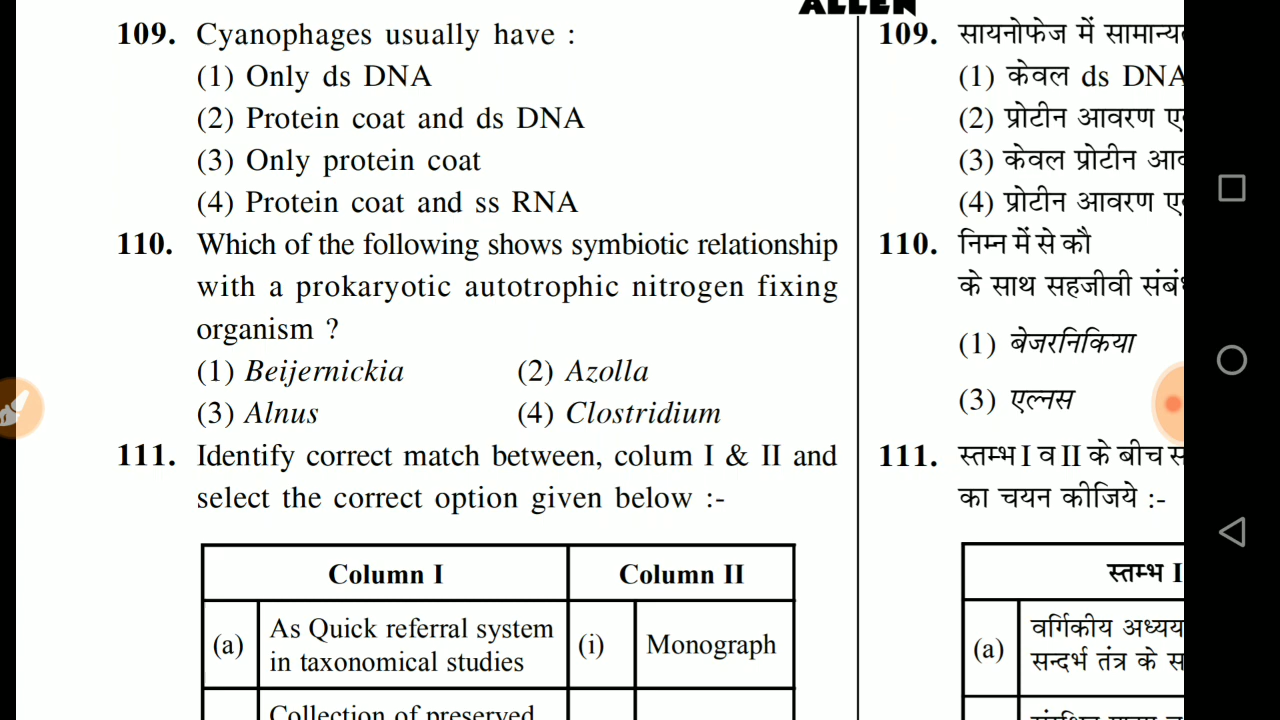 ALLEN
109. Cyanophages usually have :
(1) Only ds DNA
(2) Protein coat and ds DNA
(3) Only protein coat
(4) Protein coat and ss RNA
110. Which of the following shows symbiotic relationship
with a prokaryotic autotrophic nitrogen fixing
organism ?
(1) Beijernickia (2) Azolla
(3) Alnus (4) Clostridium
111. Identify correct match between, colum I & II and
select the correct option given below :-
Column I Column II
(a) As Quick referral system (i) Monograph
in taxonomical studies
Collection of preserved
109. सायनोफेज में
(1) केवल ds DNA
(2) प्रोटीन आवरण
(3) केवल प्रोटीन
(4) प्रोटीन आवरण
110. निम्न में से कौ
के साथ सहजीवी
(1) बेजरनिकिया
(3) एल्नस
111. स्तम्भ I व II के बीच
का चयन कीजिये :-
स्तम्भ I
(a) वर्गिकीय
सन्दर्भ तंत्र के